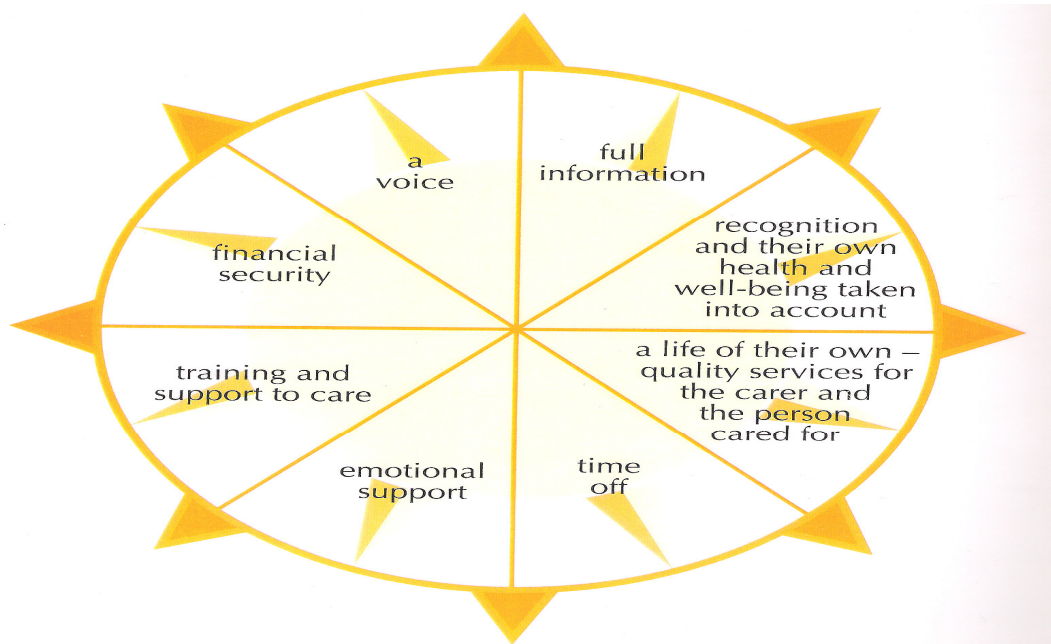 a
voice
full
information
recognition
and their own
health and
well-being taken
into account
a life of their own –
quality services for
the carer and
the person
cared for
time
off
emotional
support
training and
support to care
financial
security